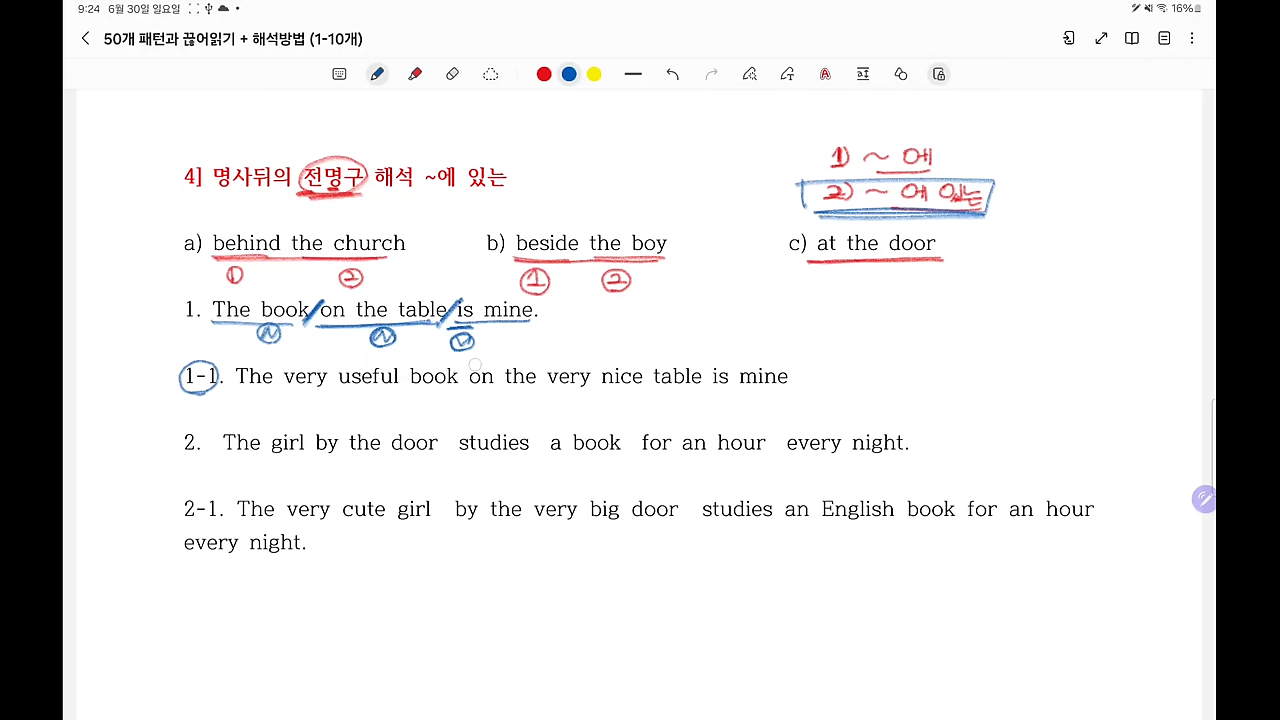 9:24 6월 30일 일요일 16%
50개 패턴과 끊어읽기 + 해석방법 (1-10개)
1) ~ 에
4] 명사뒤의 전명구 해석 ~에 있는
2) ~ 에 있는
a) behind the church b) beside the boy c) at the door
① ② ① ②
1. The book / on the table / is mine.
1-1. The very useful book on the very nice table is mine
2. The girl by the door studies a book for an hour every night.
2-1. The very cute girl by the very big door studies an English book for an hour
every night.